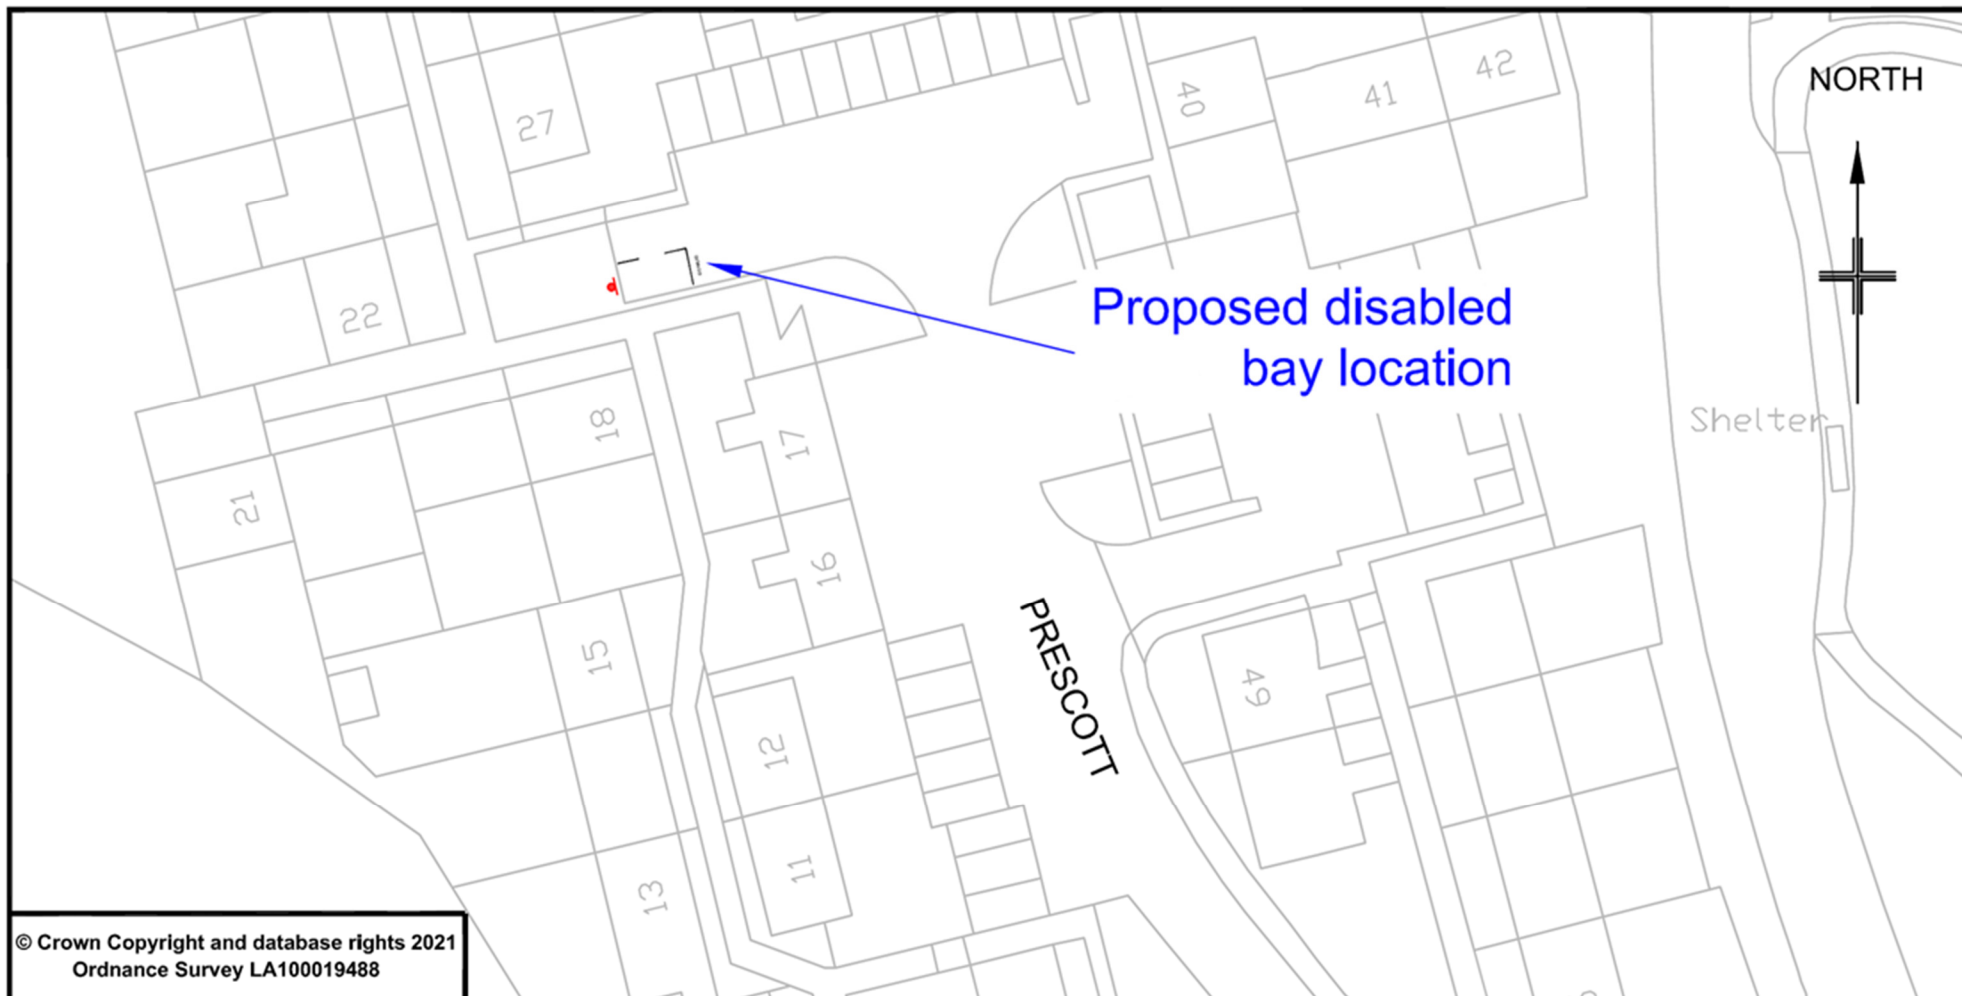 NORTH
27
40
41
42
22
Proposed disabled
bay location
Shelter
18
17
21
16
15
PRESCOTT
49
12
11
13
© Crown Copyright and database rights 2021
Ordnance Survey LA100019488